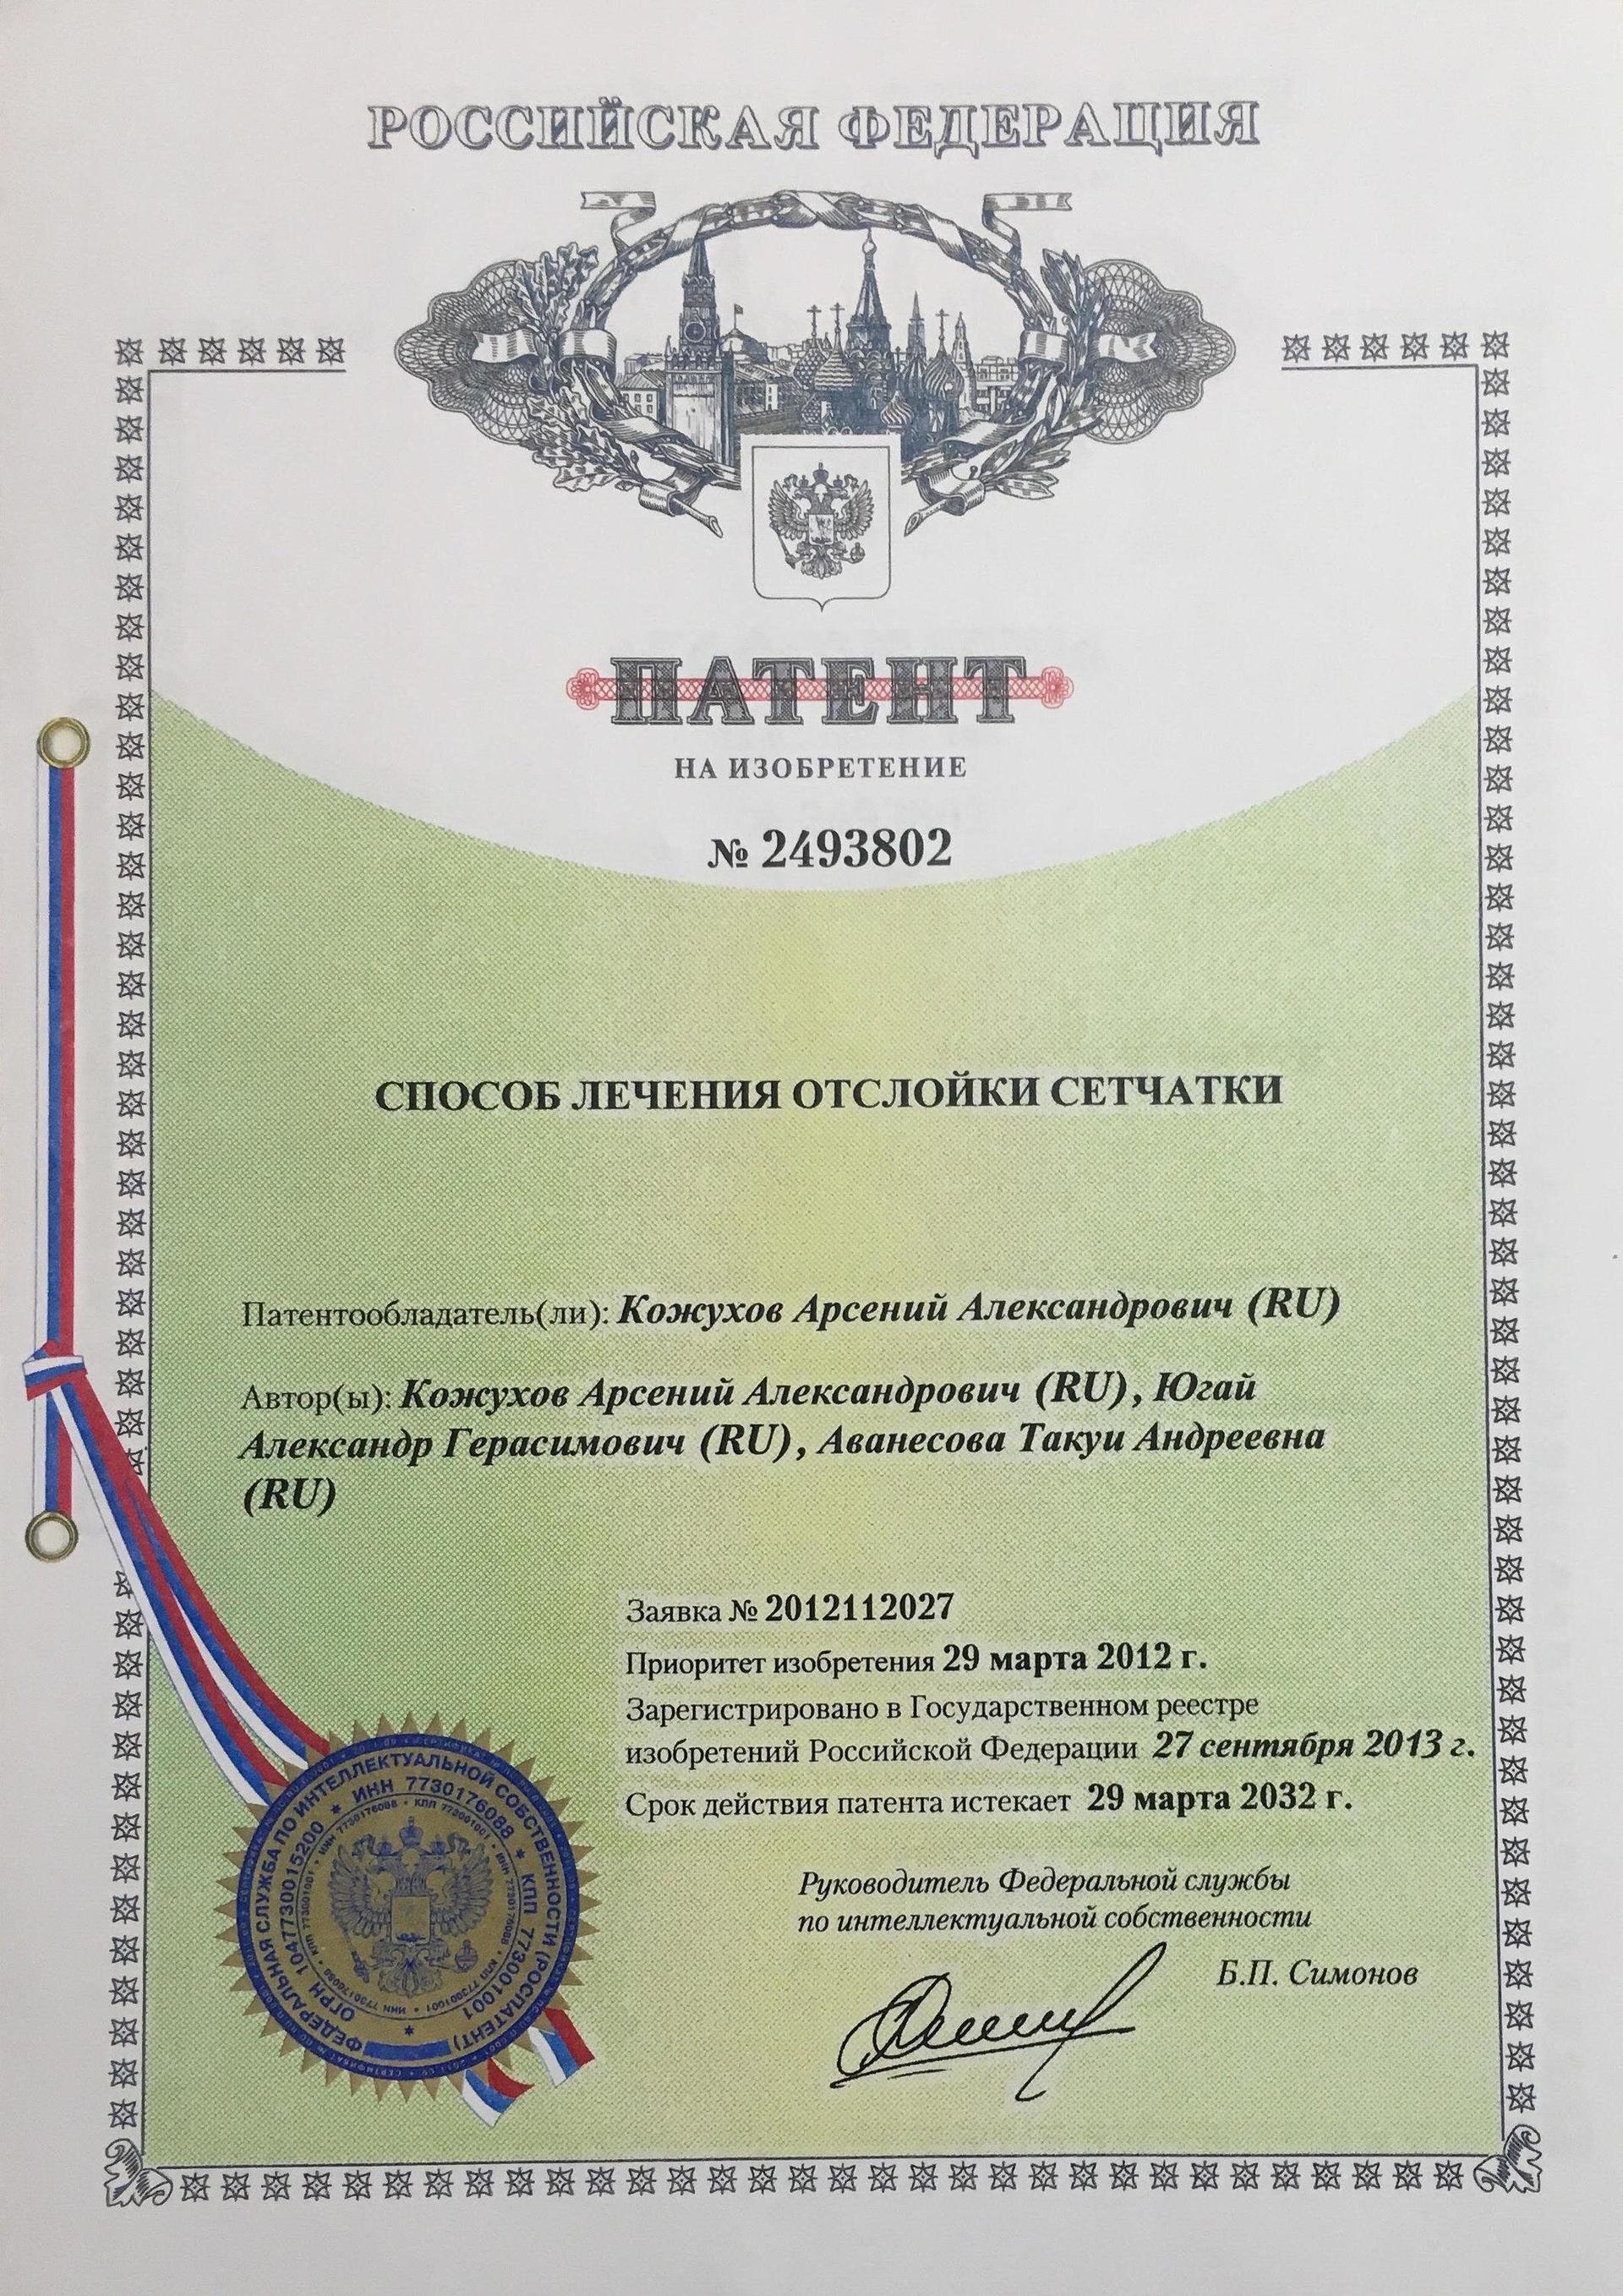 РОССИЙСКАЯ ФЕДЕРАЦИЯ
ПАТЕНТ
НА ИЗОБРЕТЕНИЕ
№ 2493802
СПОСОБ ЛЕЧЕНИЯ ОТСЛОЙКИ СЕТЧАТКИ
Патентообладатель(ли): Кожухов Арсений Александрович (RU)
Автор(ы): Кожухов Арсений Александрович (RU), Югай
Александр Герасимович (RU), Аванесова Такуи Андреевна
(RU)
Заявка № 2012112027
Приоритет изобретения 29 марта 2012 г.
Зарегистрировано в Государственном реестре
изобретений Российской Федерации 27 сентября 2013 г.
Срок действия патента истекает 29 марта 2032 г.
Руководитель Федеральной службы
по интеллектуальной собственности
Б.П. Симонов
ФЕДЕРАЛЬНАЯ СЛУЖБА ПО ИНТЕЛЛЕКТУАЛЬНОЙ СОБСТВЕННОСТИ (РОСПАТЕНТ)
ОГРН 1047730015200 * ИНН 7730176088 * КПП 773001001